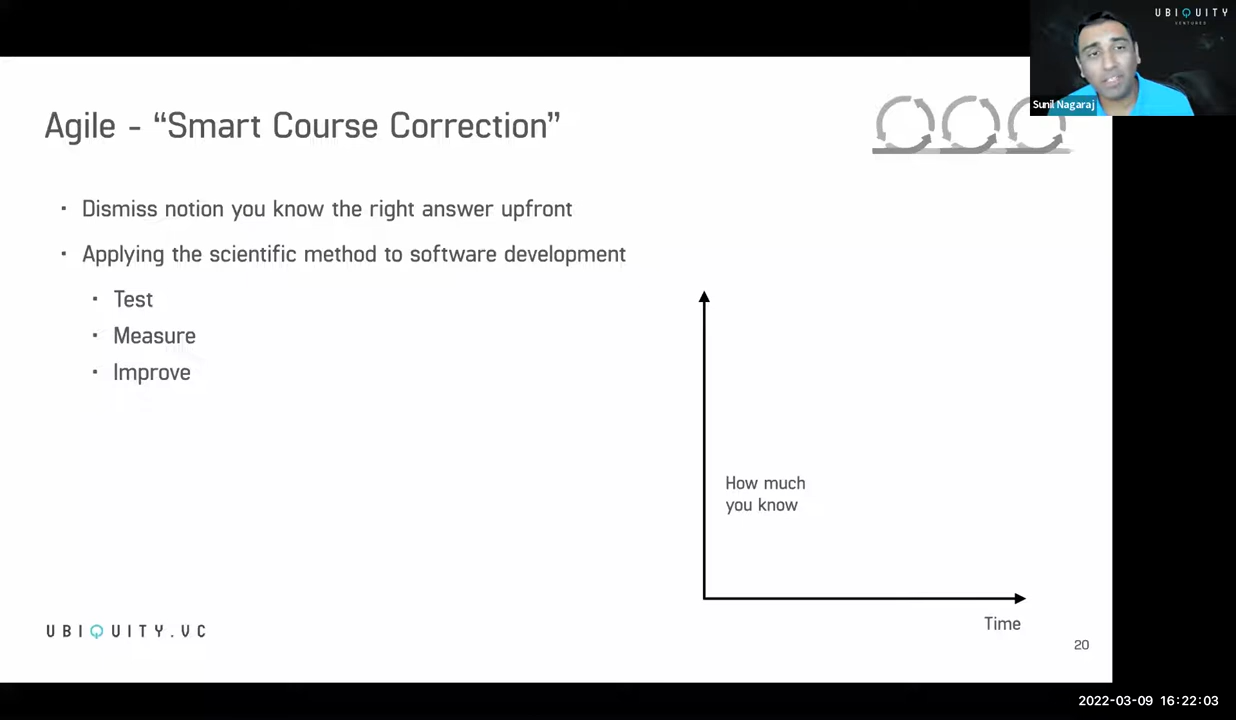 UBIQUITY
VENTURES
Sunil Nagaraj
Agile - “Smart Course Correction”
· Dismiss notion you know the right answer upfront
· Applying the scientific method to software development
· Test
· Measure
· Improve
How much
you know
Time
UBIQUITY.VC
20
2022-03-09 16:22:03